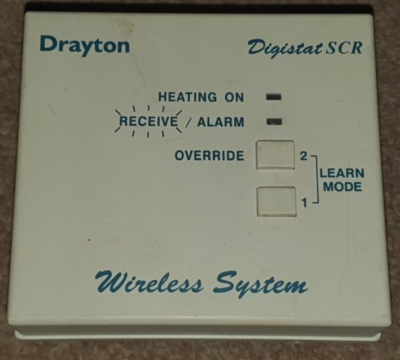 Drayton Digistat SCR
HEATING ON
RECEIVE / ALARM
OVERRIDE 2
LEARN
MODE
1
Wireless System